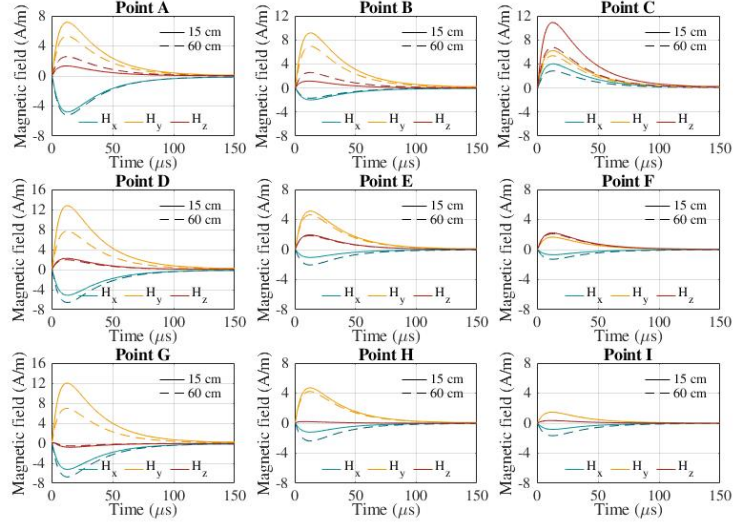 Point A
Magnetic field (A/m)
8
4
0
-4
-8
15 cm
60 cm
Hx Hy Hz
0 50 100 150
Time (μs)
Point B
Magnetic field (A/m)
12
8
4
0
-4
-8
15 cm
60 cm
Hx Hy Hz
0 50 100 150
Time (μs)
Point C
Magnetic field (A/m)
12
8
4
0
-4
-8
15 cm
60 cm
Hx Hy Hz
0 50 100 150
Time (μs)
Point D
Magnetic field (A/m)
16
12
8
4
0
-4
-8
15 cm
60 cm
Hx Hy Hz
0 50 100 150
Time (μs)
Point E
Magnetic field (A/m)
8
4
0
-4
-8
15 cm
60 cm
Hx Hy Hz
0 50 100 150
Time (μs)
Point F
Magnetic field (A/m)
8
4
0
-4
-8
15 cm
60 cm
Hx Hy Hz
0 50 100 150
Time (μs)
Point G
Magnetic field (A/m)
16
12
8
4
0
-4
-8
15 cm
60 cm
Hx Hy Hz
0 50 100 150
Time (μs)
Point H
Magnetic field (A/m)
8
4
0
-4
-8
15 cm
60 cm
Hx Hy Hz
0 50 100 150
Time (μs)
Point I
Magnetic field (A/m)
8
4
0
-4
-8
15 cm
60 cm
Hx Hy Hz
0 50 100 150
Time (μs)